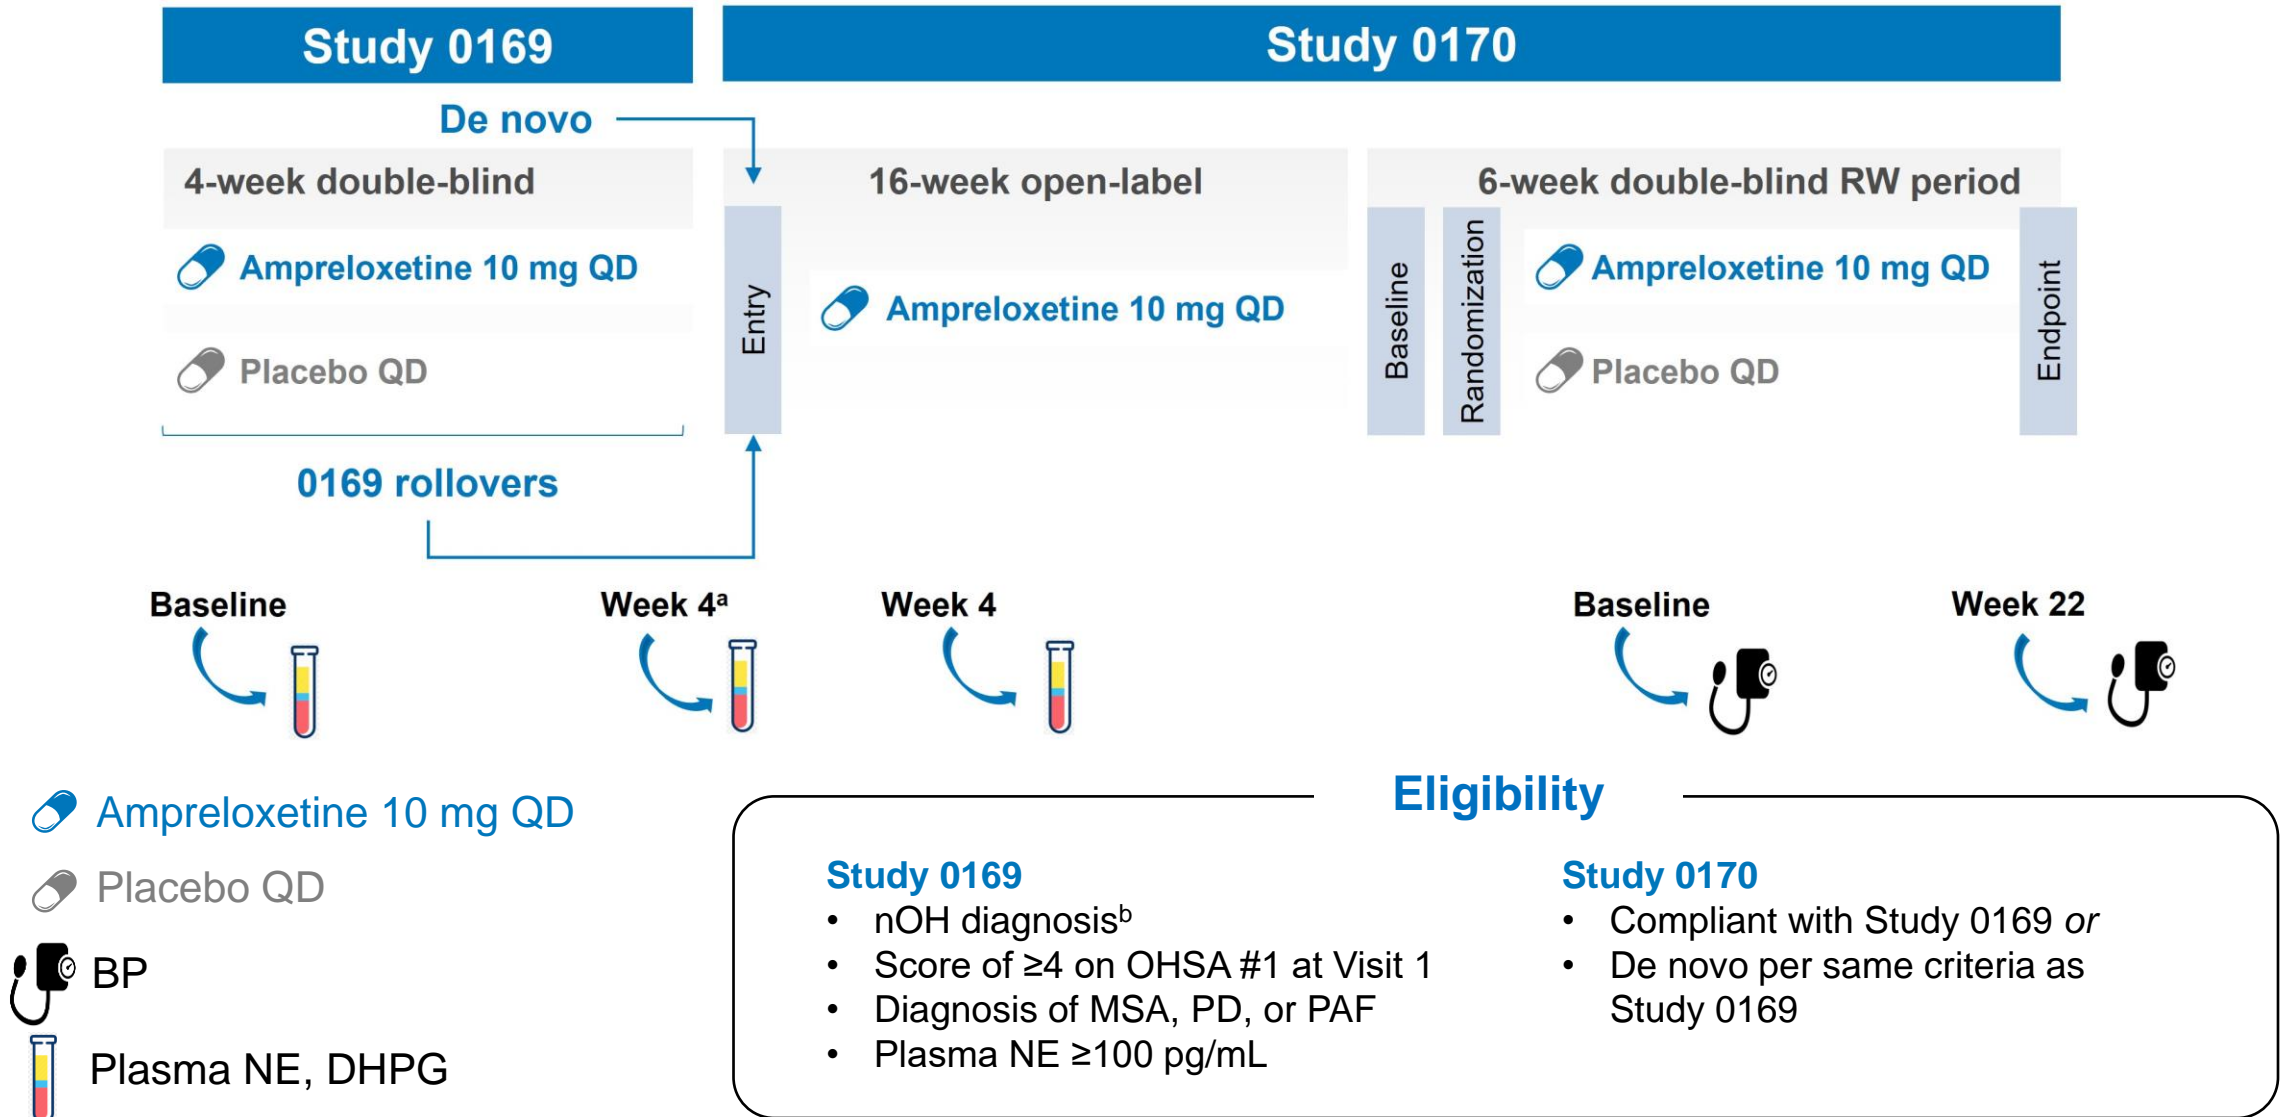 Study 0169
Study 0170
De novo
4-week double-blind
16-week open-label
6-week double-blind RW period
Ampreloxetine 10 mg QD
Placebo QD
Entry
Ampreloxetine 10 mg QD
Baseline
Randomization
Ampreloxetine 10 mg QD
Placebo QD
Endpoint
0169 rollovers
Baseline
Week 4ᵃ
Week 4
Baseline
Week 22
Ampreloxetine 10 mg QD
Placebo QD
BP
Plasma NE, DHPG
Eligibility
Study 0169
• nOH diagnosisᵇ
• Score of ≥4 on OHSA #1 at Visit 1
• Diagnosis of MSA, PD, or PAF
• Plasma NE ≥100 pg/mL
Study 0170
• Compliant with Study 0169 or
• De novo per same criteria as
Study 0169